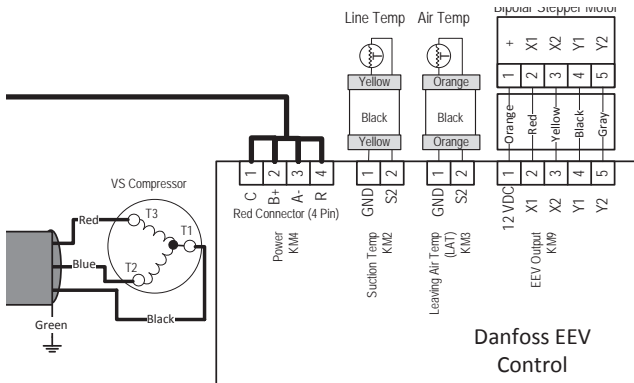 Bipolar Stepper Motor
Line Temp
Air Temp
+
X1
X2
Y1
Y2
1
2
3
4
5
Yellow
Orange
Black
Black
Orange
Red
Yellow
Black
Gray
Yellow
Orange
1
2
3
4
1
2
1
2
1
2
3
4
5
C
B+
A-
R
GND
S2
GND
S2
12 VDC
X1
X2
Y1
Y2
Red Connector (4 Pin)
Power
KM4
Suction Temp
KM2
Leaving Air Temp
(LAT)
KM3
EEV Output
KM9
VS Compressor
Red
T3
T1
Blue
T2
Black
Green
Danfoss EEV
Control